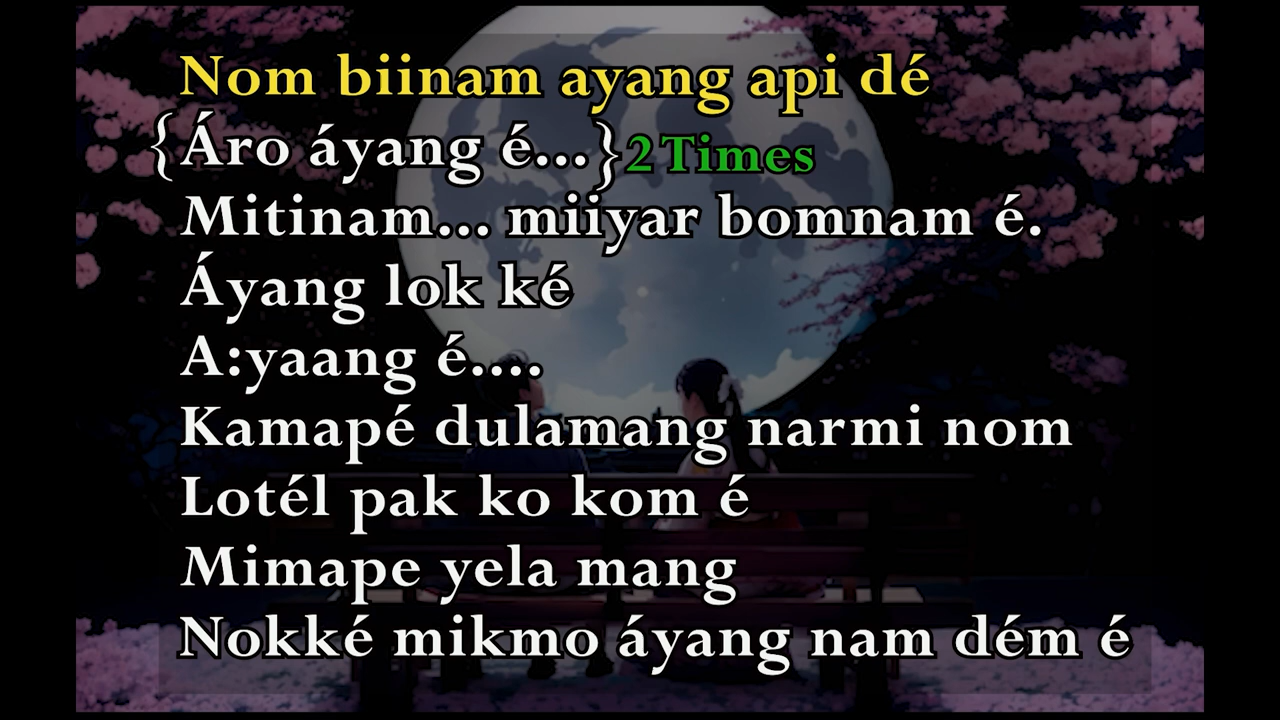 Nom biinam ayang api dé
{Áro áyang é...}2Times
Mitinam... miiyar bomnam é.
Áyang lok ké
A:yaang é....
Kamapé dulamang narmi nom
Lotél pak ko kom é
Mimape yela mang
Nokké mikmo áyang nam dém é